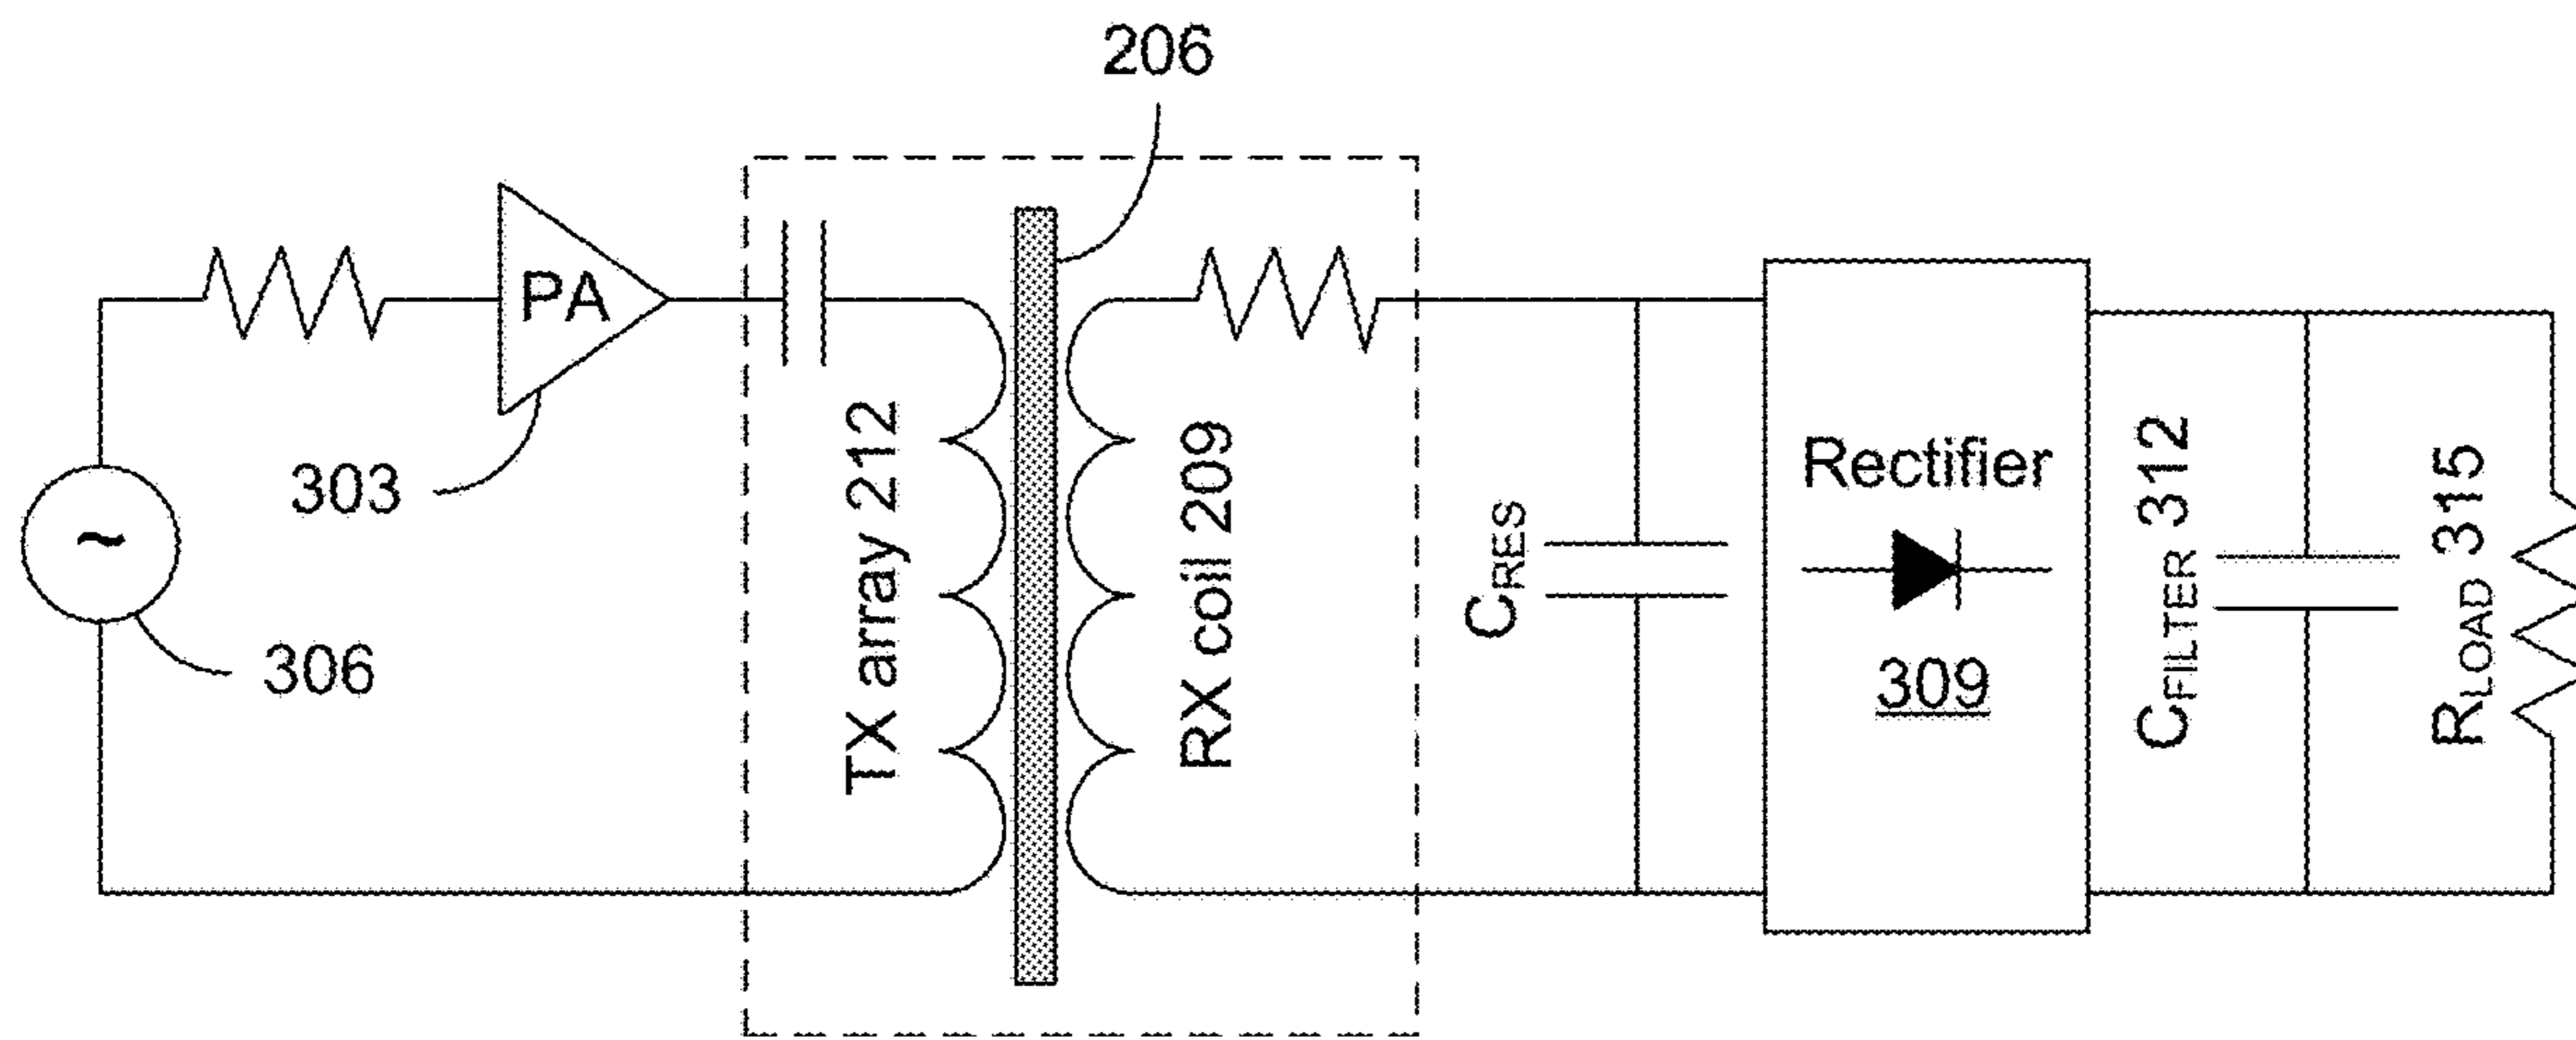 206
PA
303
~
306
TX array 212
RX coil 209
CRES
Rectifier
309
CFILTER 312
RLOAD 315